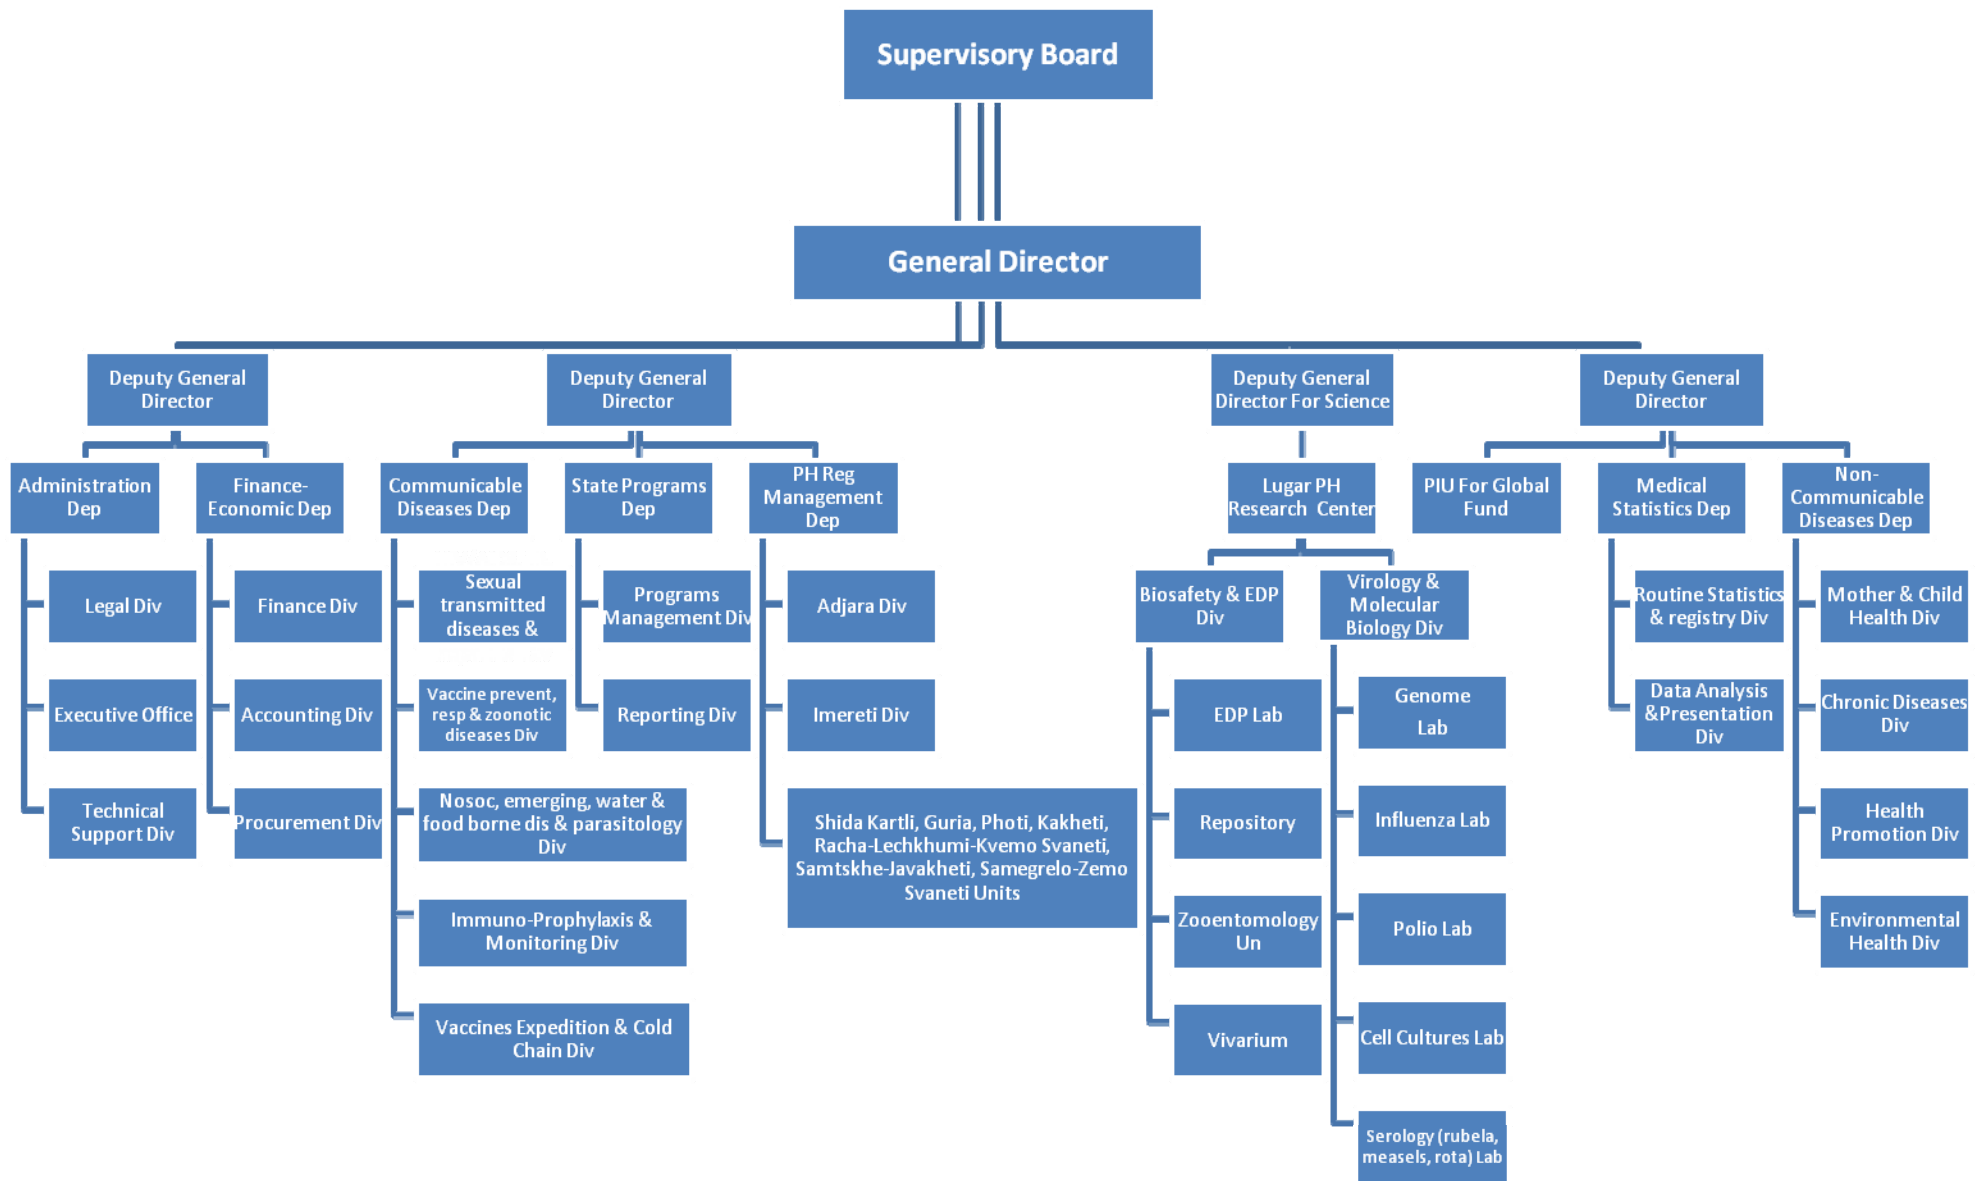 Supervisory Board
General Director
Deputy General
Director
Deputy General
Director
Deputy General
Director For Science
Deputy General
Director
Administration
Dep
Finance-
Economic Dep
Communicable
Diseases Dep
State Programs
Dep
PH Reg
Management
Dep
Lugar PH
Research Center
PIU For Global
Fund
Medical
Statistics Dep
Non-
Communicable
Diseases Dep
Legal Div
Executive Office
Technical
Support Div
Finance Div
Accounting Div
Procurement Div
Sexual
transmitted
diseases &
Vaccine prevent,
resp & zoonotic
diseases Div
Nosoc, emerging, water &
food borne dis & parasitology
Div
Immuno-Prophylaxis &
Monitoring Div
Vaccines Expedition & Cold
Chain Div
Programs
Management Div
Reporting Div
Adjara Div
Imereti Div
Shida Kartli, Guria, Photi, Kakheti,
Racha-Lechkhumi-Kvemo Svaneti,
Samtskhe-Javakheti, Samegrelo-Zemo
Svaneti Units
Biosafety & EDP
Div
EDP Lab
Repository
Zooentomology
Un
Vivarium
Virology &
Molecular
Biology Div
Genome
Lab
Influenza Lab
Polio Lab
Cell Cultures Lab
Serology (rubela,
measels, rota) Lab
Routine Statistics
& registry Div
Data Analysis
&Presentation
Div
Mother & Child
Health Div
Chronic Diseases
Div
Health
Promotion Div
Environmental
Health Div